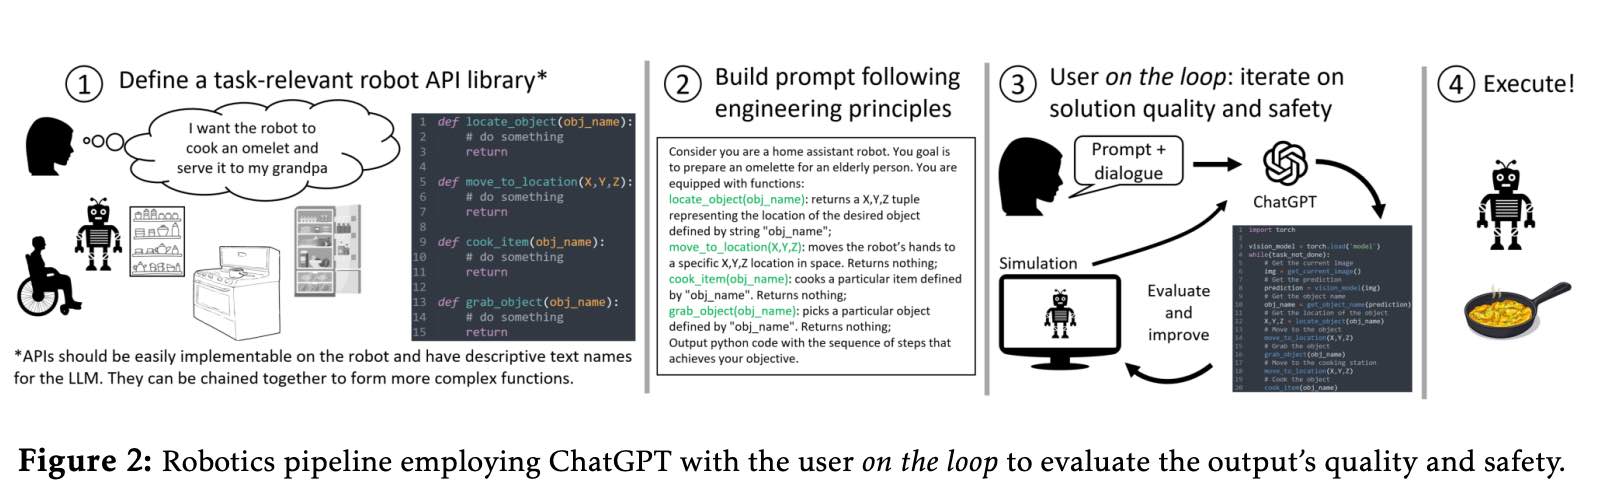 1 Define a task-relevant robot API library*
I want the robot to
cook an omelet and
serve it to my grandpa
1 def locate_object(obj_name):
2 # do something
3 return
4
5 def move_to_location(X,Y,Z):
6 # do something
7 return
8
9 def cook_item(obj_name):
10 # do something
11 return
12
13 def grab_object(obj_name):
14 # do something
15 return
*APIs should be easily implementable on the robot and have descriptive text names
for the LLM. They can be chained together to form more complex functions.
2 Build prompt following
engineering principles
Consider you are a home assistant robot. You goal is
to prepare an omelette for an elderly person. You are
equipped with functions:
locate_object(obj_name): returns a X,Y,Z tuple
representing the location of the desired object
defined by string "obj_name";
move_to_location(X,Y,Z): moves the robot's hands to
a specific X,Y,Z location in space. Returns nothing;
cook_item(obj_name): cooks a particular item defined
by "obj_name". Returns nothing;
grab_object(obj_name): picks a particular object
defined by "obj_name". Returns nothing;
Output python code with the sequence of steps that
achieves your objective.
3 User on the loop: iterate on
solution quality and safety
Prompt +
dialogue
ChatGPT
Simulation
Evaluate
and
improve
1 import torch
2
3 vision_model = torch.load('model')
4 while(task_not_done):
5 # Get the current image
6 img = get_current_image()
7 # Get the prediction
8 prediction = vision_model(img)
9 # Get the object name
10 obj_name = get_object_name(prediction)
11 # Get the location of the object
12 X,Y,Z = locate_object(obj_name)
13 # Move to the object
14 move_to_location(X,Y,Z)
15 # Grab the object
16 grab_object(obj_name)
17 # Move to the cooking station
18 move_to_location(X,Y,Z)
19 # Cook the object
20 cook_item(obj_name)
4 Execute!
Figure 2: Robotics pipeline employing ChatGPT with the user on the loop to evaluate the output's quality and safety.